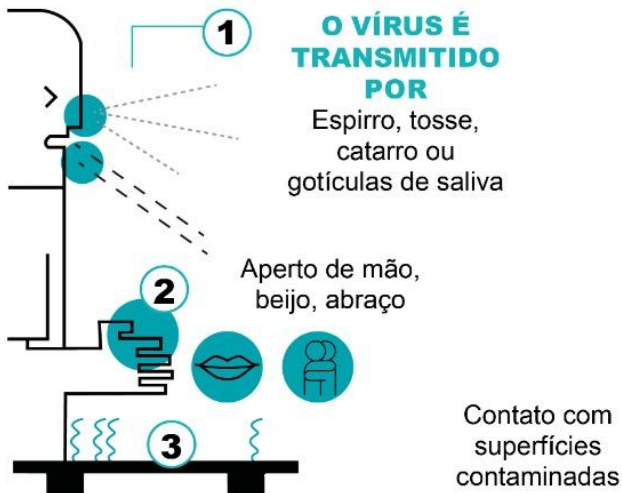 1
O VÍRUS É
TRANSMITIDO
POR
Espirro, tosse,
catarro ou
gotículas de saliva
2
Aperto de mão,
beijo, abraço
3
Contato com
superfícies
contaminadas